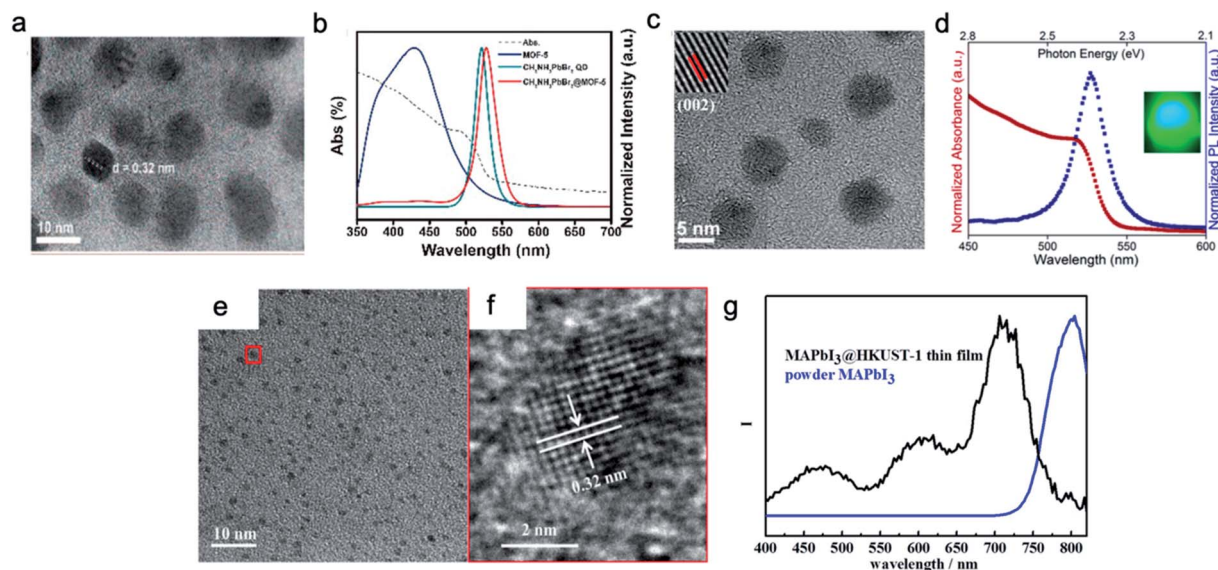 a
d = 0.32 nm
10 nm
b
Abs (%)
Abs.
MOF-5
CH₃NH₃PbBr₃ QD
CH₃NH₃PbBr₃@MOF-5
Normalized Intensity (a.u.)
350 400 450 500 550 600 650 700
Wavelength (nm)
c
(002)
5 nm
d
2.8 2.4 2.3 2.1
Photon Energy (eV)
Normalized Absorbance (a.u.)
Normalized PL Intensity (a.u.)
450 500 550 600
Wavelength (nm)
e
10 nm
f
0.32 nm
2 nm
g
MAPbI₃@HKUST-1 thin film
powder MAPbI₃
I
400 450 500 550 600 650 700 750 800
wavelength / nm